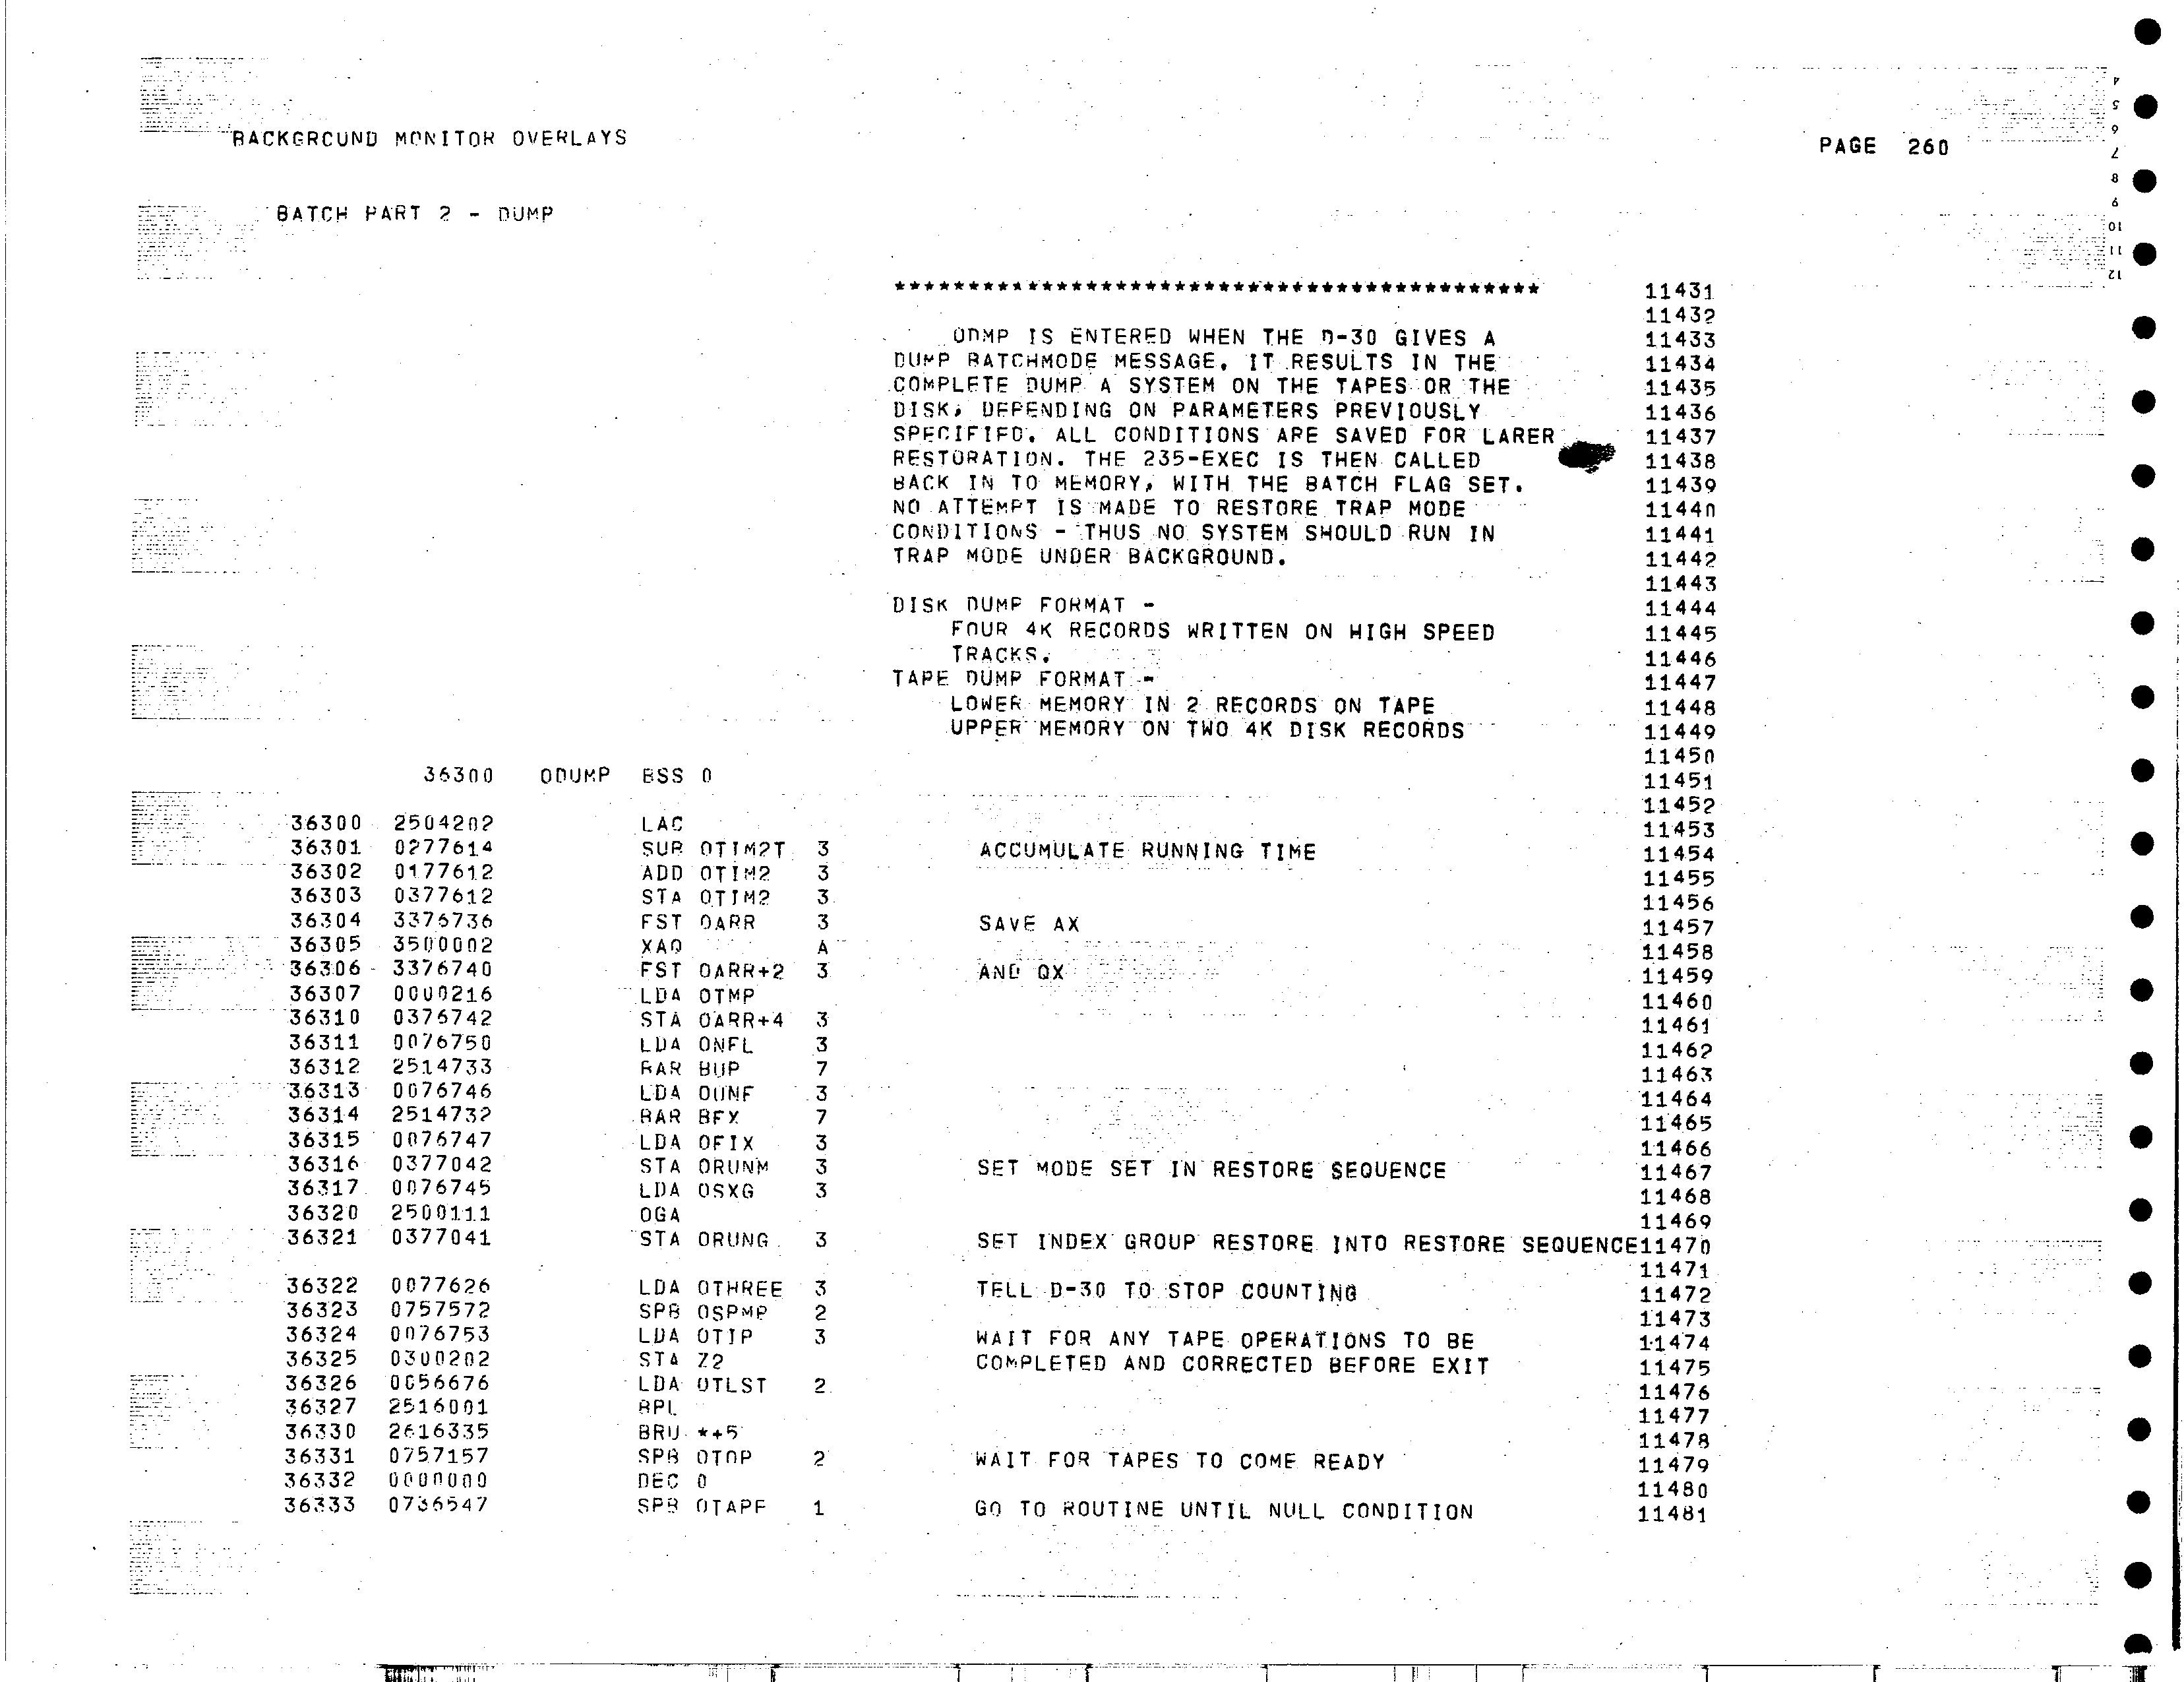 BACKGROUND MONITOR OVERLAYS PAGE 260
BATCH PART 2 - DUMP
******************************************** 11431
11432
ODMP IS ENTERED WHEN THE D-30 GIVES A 11433
DUMP BATCHMODE MESSAGE. IT RESULTS IN THE 11434
COMPLETE DUMP A SYSTEM ON THE TAPES OR THE 11435
DISK, DEPENDING ON PARAMETERS PREVIOUSLY 11436
SPECIFIED. ALL CONDITIONS ARE SAVED FOR LARER 11437
RESTORATION. THE 235-EXEC IS THEN CALLED 11438
BACK IN TO MEMORY, WITH THE BATCH FLAG SET. 11439
NO ATTEMPT IS MADE TO RESTORE TRAP MODE 11440
CONDITIONS - THUS NO SYSTEM SHOULD RUN IN 11441
TRAP MODE UNDER BACKGROUND. 11442
11443
DISK DUMP FORMAT - 11444
FOUR 4K RECORDS WRITTEN ON HIGH SPEED 11445
TRACKS. 11446
TAPE DUMP FORMAT - 11447
LOWER MEMORY IN 2 RECORDS ON TAPE 11448
UPPER MEMORY ON TWO 4K DISK RECORDS 11449
11450
36300 ODUMP BSS 0 11451
11452
36300 2504202 LAC 11453
36301 0277614 SUB OTIM2T 3 ACCUMULATE RUNNING TIME 11454
36302 0177612 ADD OTIM2 3 11455
36303 0377612 STA OTIM2 3 11456
36304 3376736 FST OARR 3 SAVE AX 11457
36305 3500002 XAQ A 11458
36306 3376740 FST OARR+2 3 AND QX 11459
36307 0000216 LDA OTMP 11460
36310 0376742 STA OARR+4 3 11461
36311 0076750 LDA ONFL 3 11462
36312 2514733 BAR BUP 7 11463
36313 0076746 LDA OUNF 3 11464
36314 2514732 BAR BFX 7 11465
36315 0076747 LDA OFIX 3 11466
36316 0377042 STA ORUNM 3 SET MODE SET IN RESTORE SEQUENCE 11467
36317 0076745 LDA OSXG 3 11468
36320 2500111 OGA 11469
36321 0377041 STA ORUNG 3 SET INDEX GROUP RESTORE INTO RESTORE SEQUENCE11470
11471
36322 0077626 LDA OTHREE 3 TELL D-30 TO STOP COUNTING 11472
36323 0757572 SPB OSPMP 2 11473
36324 0076753 LDA OTIP 3 WAIT FOR ANY TAPE OPERATIONS TO BE 11474
36325 0300202 STA Z2 COMPLETED AND CORRECTED BEFORE EXIT 11475
36326 0056676 LDA OTLST 2 11476
36327 2516001 BPL 11477
36330 2616335 BRU *+5 11478
36331 0757157 SPB OTOP 2 WAIT FOR TAPES TO COME READY 11479
36332 0000000 DEC 0 11480
36333 0736547 SPB OTAPE 1 GO TO ROUTINE UNTIL NULL CONDITION 11481
4
5
6
7
8
9
10
11
12